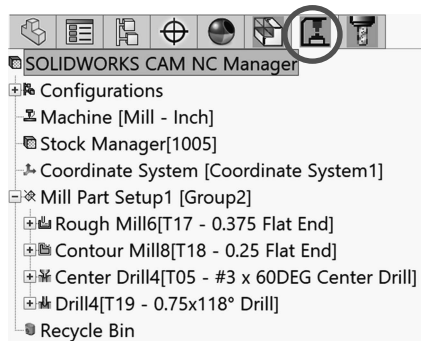 SOLIDWORKS CAM NC Manager
Configurations
Machine [Mill - Inch]
Stock Manager[1005]
Coordinate System [Coordinate System1]
Mill Part Setup1 [Group2]
Rough Mill6[T17 - 0.375 Flat End]
Contour Mill8[T18 - 0.25 Flat End]
Center Drill4[T05 - #3 x 60DEG Center Drill]
Drill4[T19 - 0.75x118° Drill]
Recycle Bin